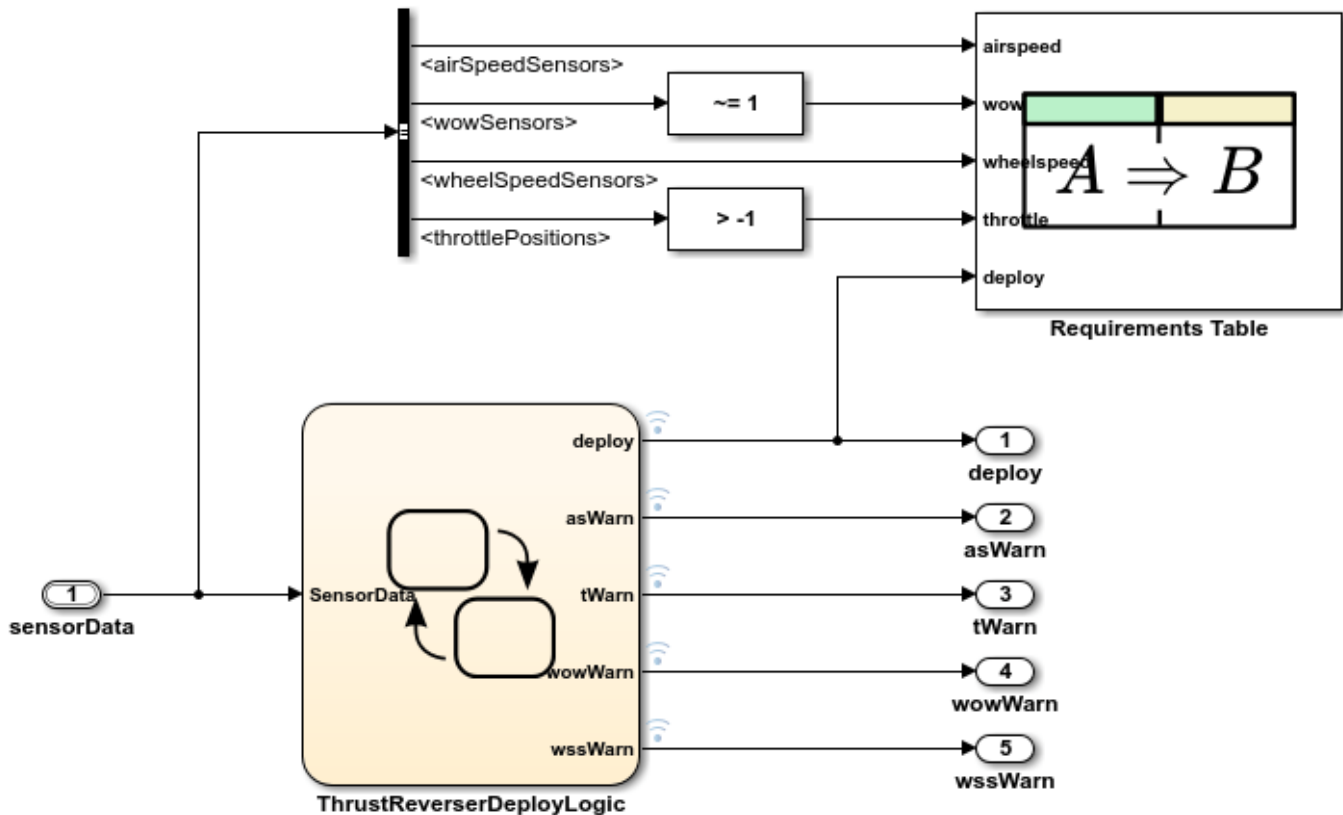 airspeed
<airSpeedSensors>
~= 1
wow
<wowSensors>
wheelspeed
A ⇒ B
<wheelSpeedSensors>
> -1
throttle
<throttlePositions>
deploy
Requirements Table
deploy
1
deploy
asWarn
2
asWarn
1
SensorData
tWarn
3
sensorData
tWarn
wowWarn
4
wowWarn
wssWarn
5
wssWarn
ThrustReverserDeployLogic